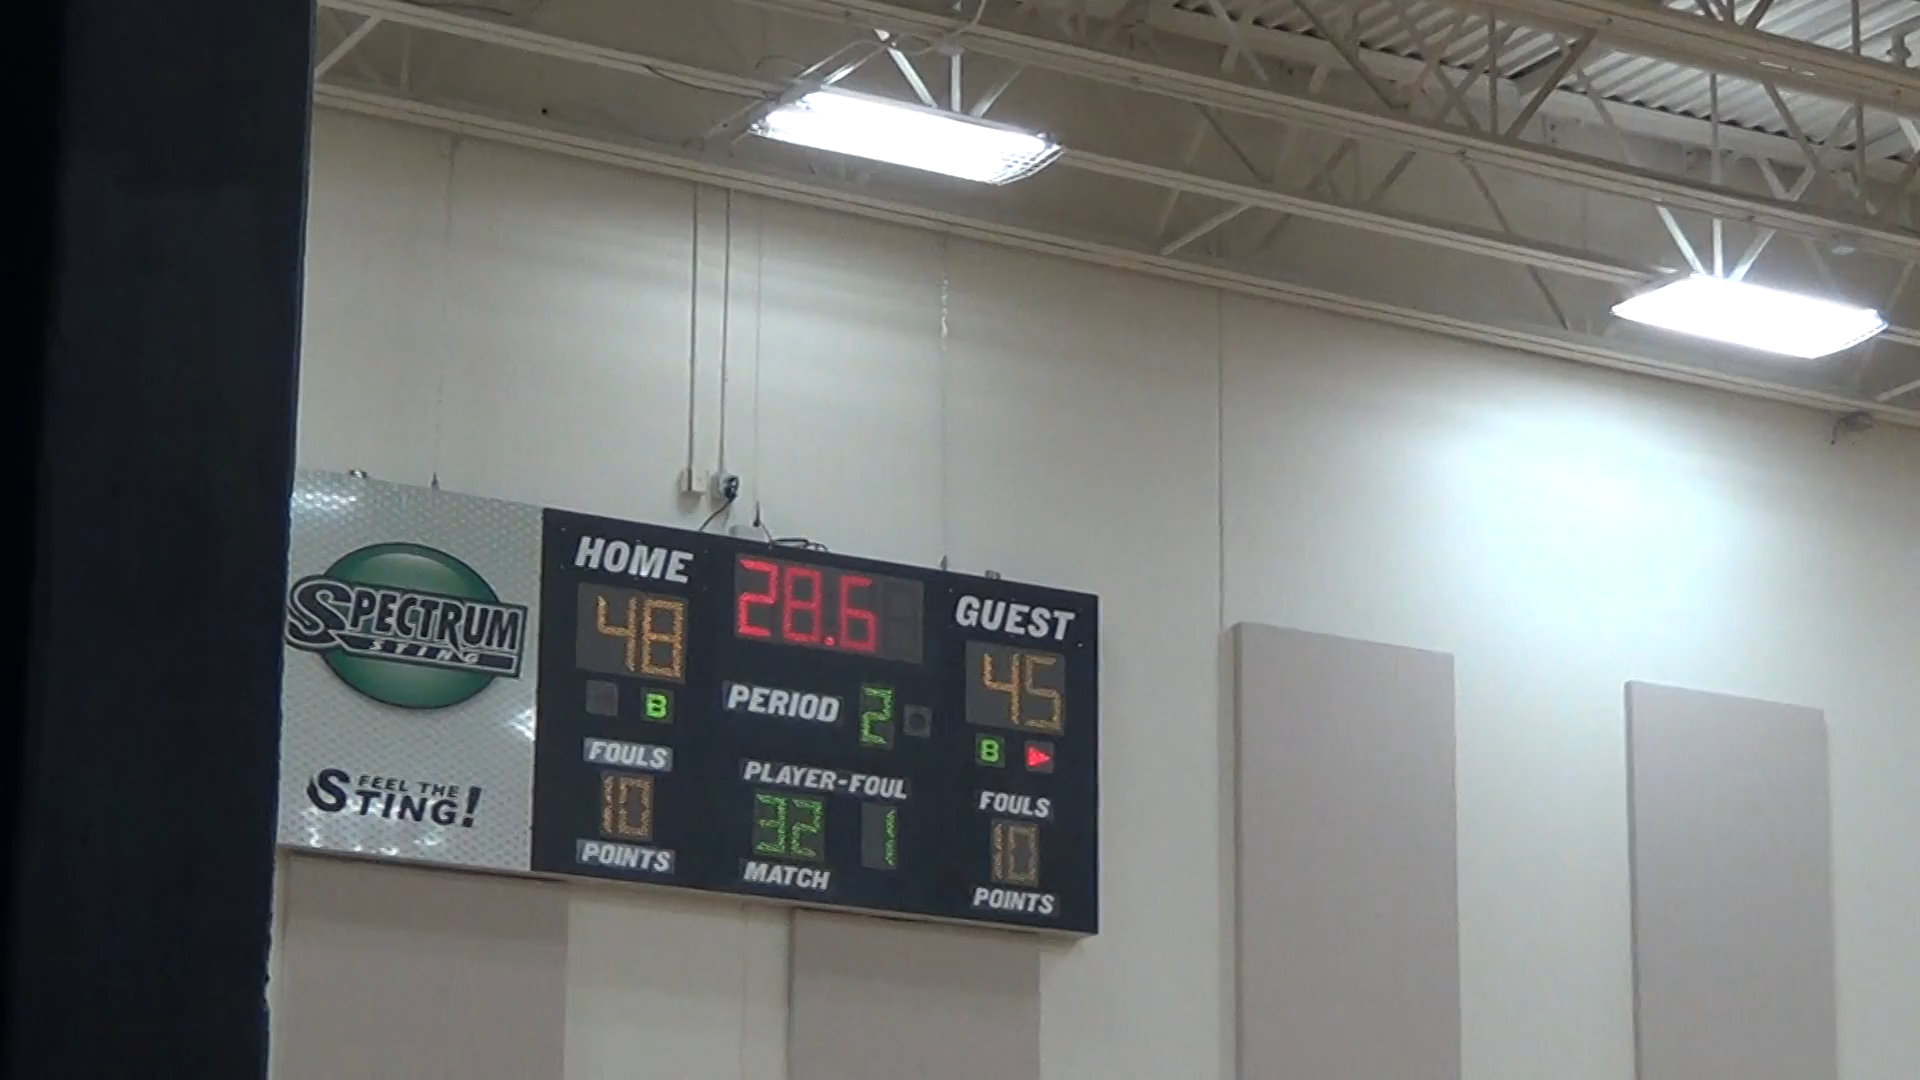 SPECTRUM
STING
FEEL THE
STING!
HOME
48
B
28.6
GUEST
45
B
PERIOD 2
FOULS
10
POINTS
PLAYER-FOUL
32 1
MATCH
FOULS
10
POINTS